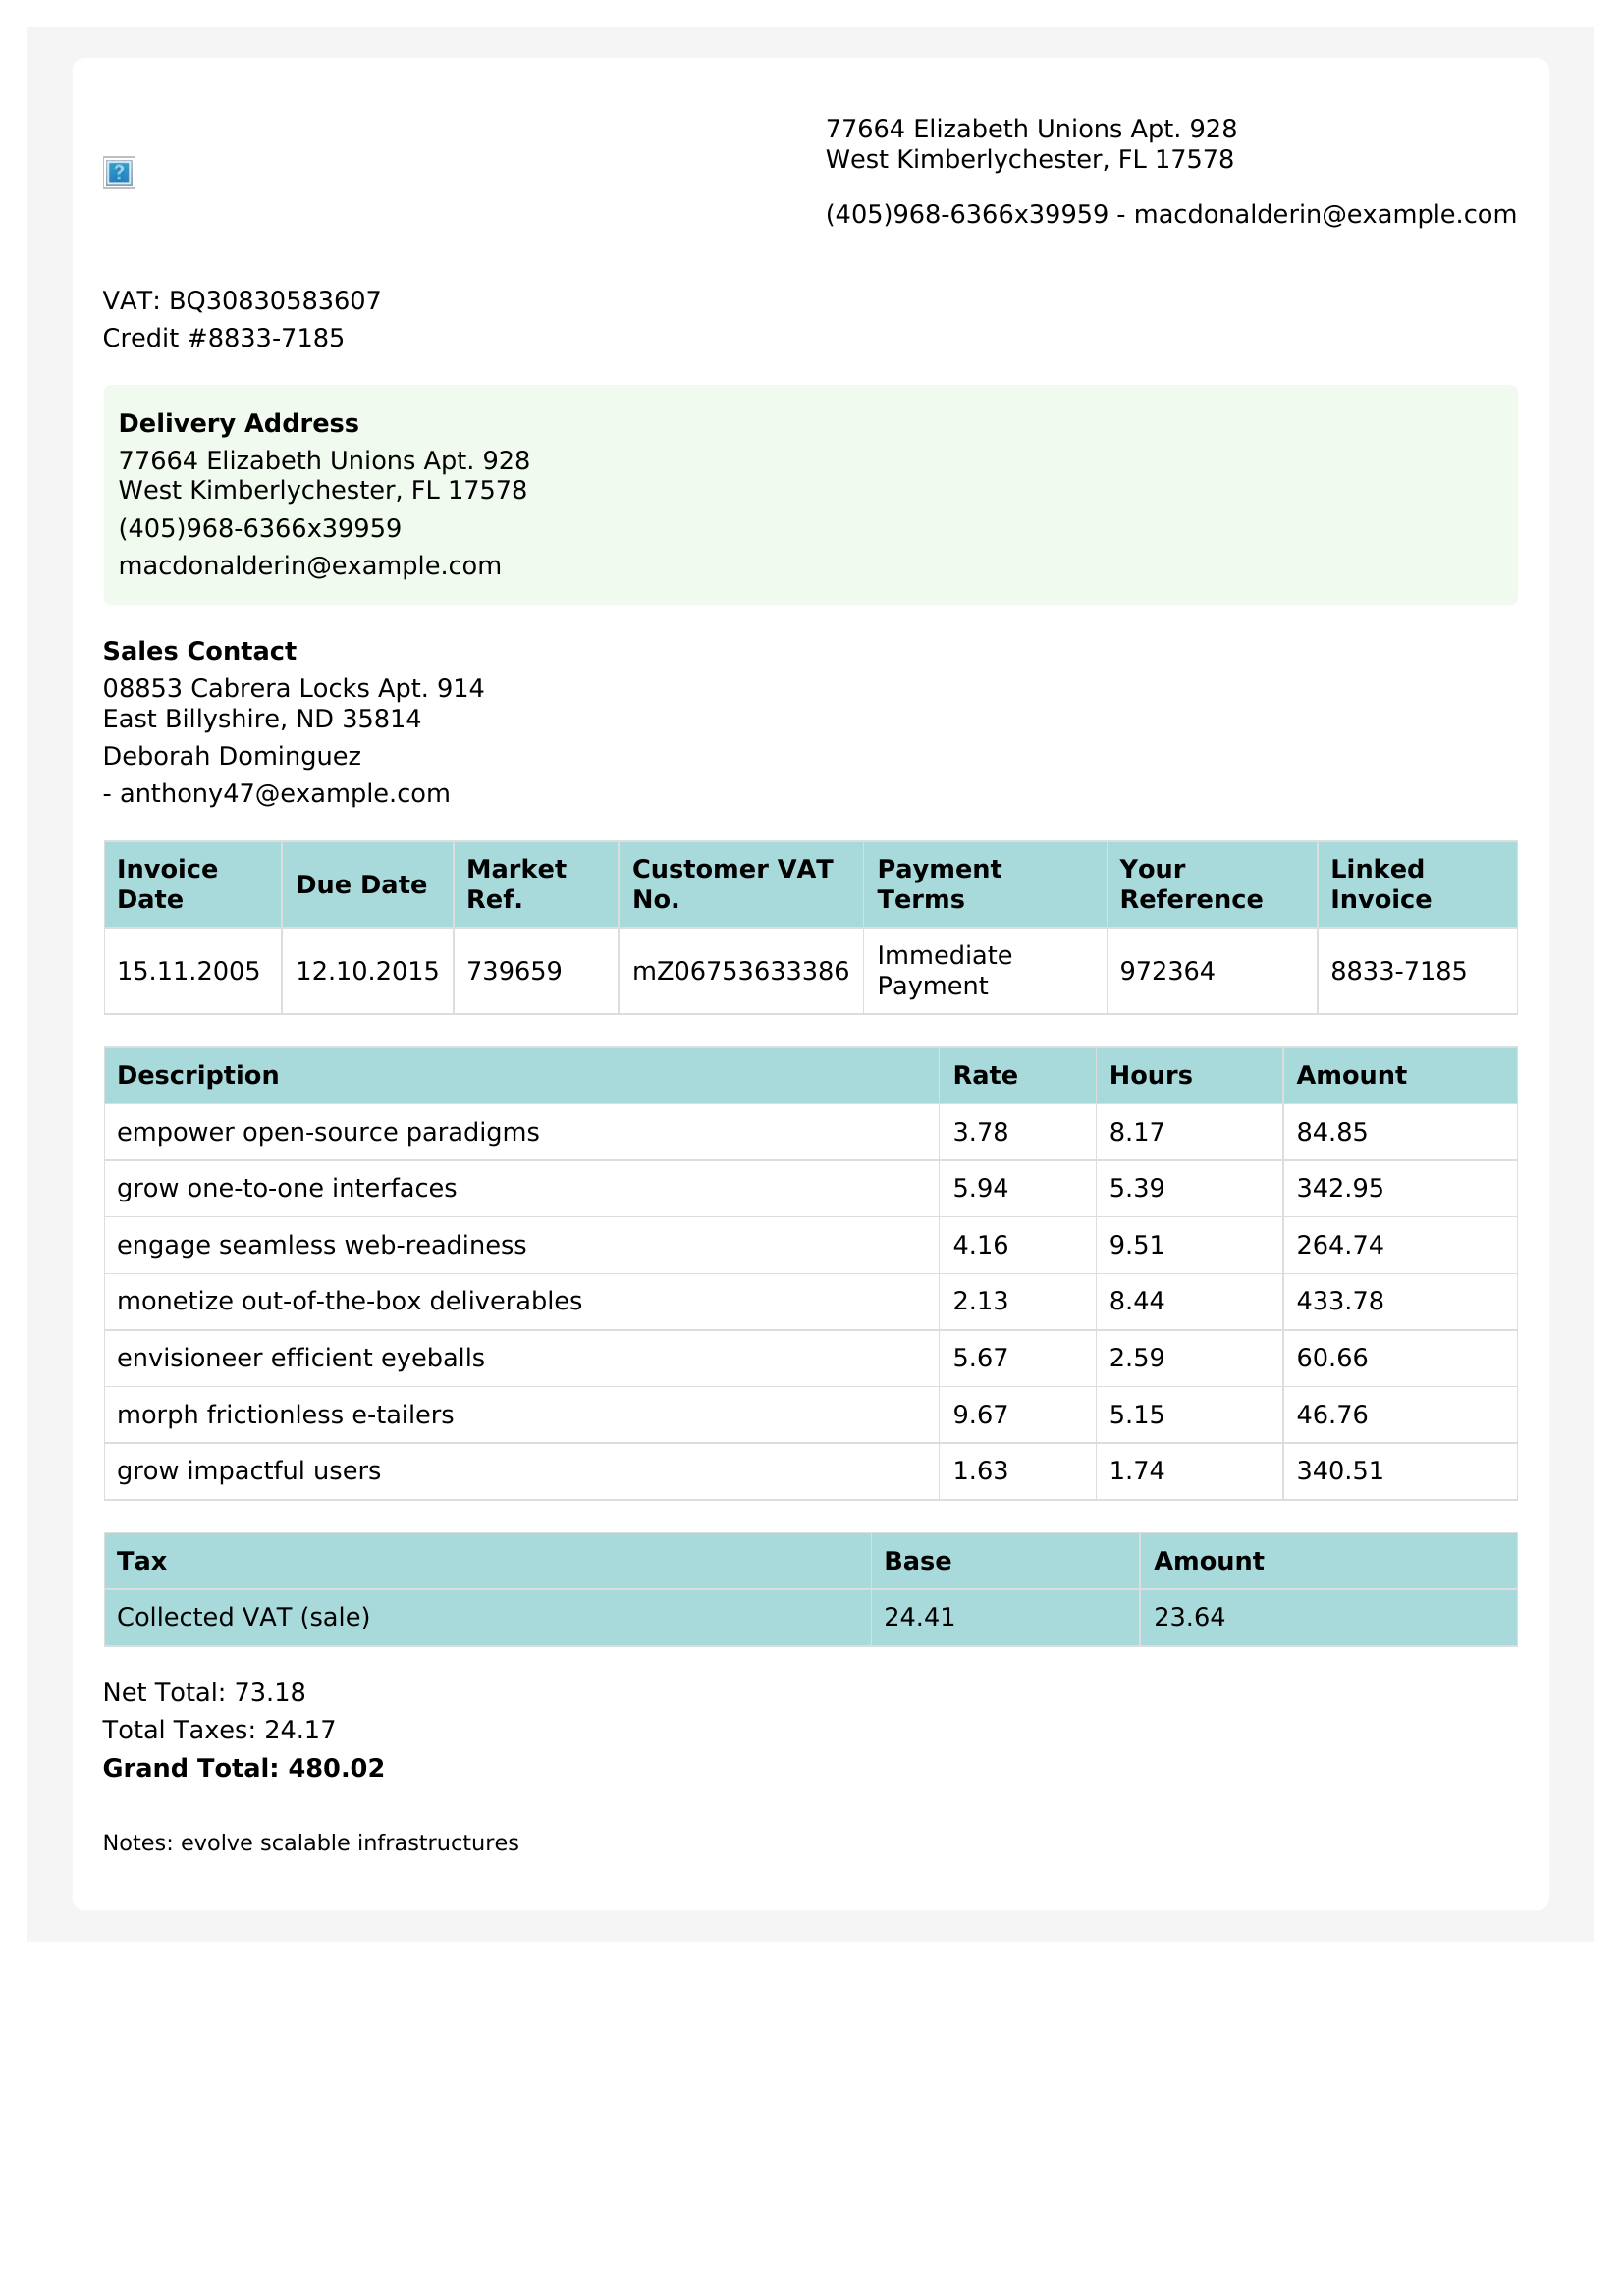 77664 Elizabeth Unions Apt. 928
West Kimberlychester, FL 17578
(405)968-6366x39959 - macdonalderin@example.com
VAT: BQ30830583607
Credit #8833-7185
Delivery Address
77664 Elizabeth Unions Apt. 928
West Kimberlychester, FL 17578
(405)968-6366x39959
macdonalderin@example.com
Sales Contact
08853 Cabrera Locks Apt. 914
East Billyshire, ND 35814
Deborah Dominguez
- anthony47@example.com
Invoice Date Due Date Market Ref. Customer VAT No. Payment Terms Your Reference Linked Invoice
15.11.2005 12.10.2015 739659 mZ06753633386 Immediate Payment 972364 8833-7185
Description Rate Hours Amount
empower open-source paradigms 3.78 8.17 84.85
grow one-to-one interfaces 5.94 5.39 342.95
engage seamless web-readiness 4.16 9.51 264.74
monetize out-of-the-box deliverables 2.13 8.44 433.78
envisioneer efficient eyeballs 5.67 2.59 60.66
morph frictionless e-tailers 9.67 5.15 46.76
grow impactful users 1.63 1.74 340.51
Tax Base Amount
Collected VAT (sale) 24.41 23.64
Net Total: 73.18
Total Taxes: 24.17
Grand Total: 480.02
Notes: evolve scalable infrastructures